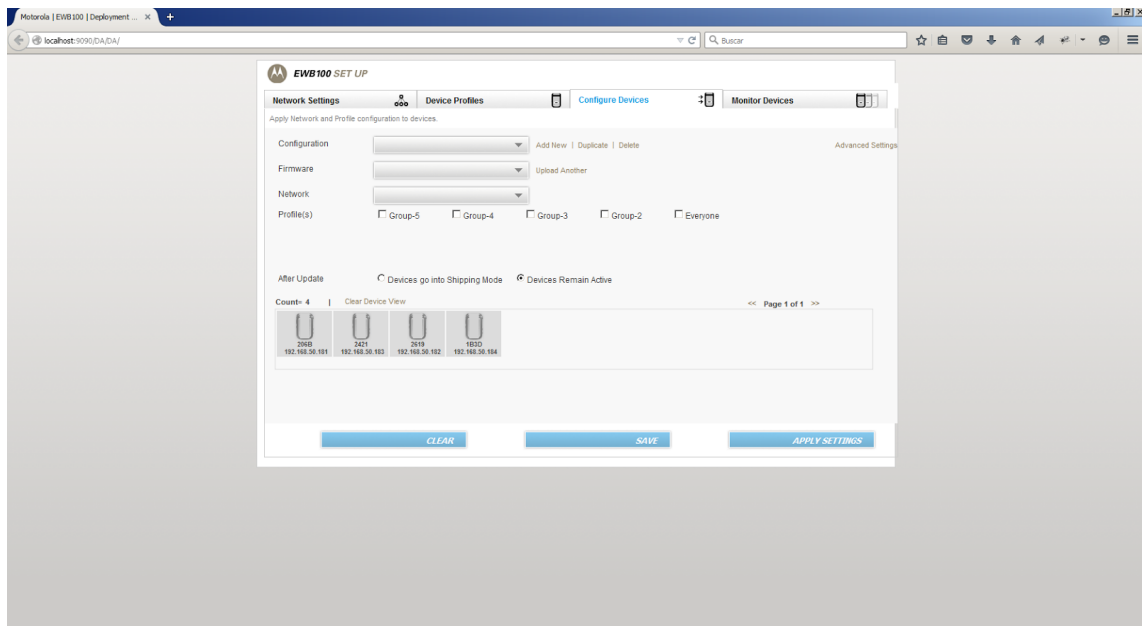 Motorola | EWB100 | Deployment ...
localhost:9090/DA/DA/
Buscar
EWB100 SET UP
Network Settings
Device Profiles
Configure Devices
Monitor Devices
Apply Network and Profile configuration to devices.
Configuration
Add New | Duplicate | Delete
Advanced Settings
Firmware
Upload Another
Network
Profile(s)
Group-5
Group-4
Group-3
Group-2
Everyone
After Update
Devices go into Shipping Mode
Devices Remain Active
Count= 4 | Clear Device View
<< Page 1 of 1 >>
206B
2421
2619
1B3D
192.168.50.181
192.168.50.183
192.168.50.182
192.168.50.184
CLEAR
SAVE
APPLY SETTINGS